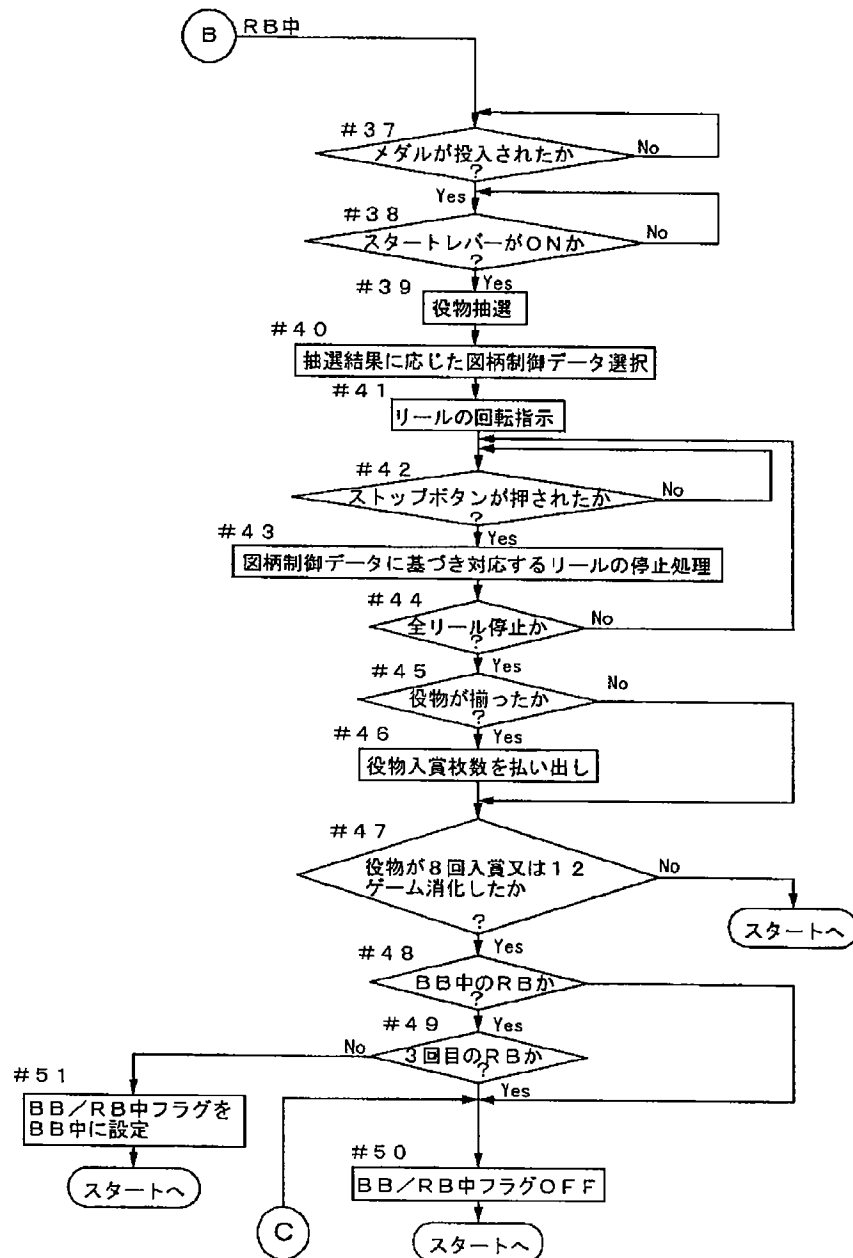 B
RB中
#37
メダルが投入されたか
?
No
Yes
#38
スタートレバーがONか
?
No
Yes
#39
役物抽選
#40
抽選結果に応じた図柄制御データ選択
#41
リールの回転指示
#42
ストップボタンが押されたか
?
No
Yes
#43
図柄制御データに基づき対応するリールの停止処理
#44
全リール停止か
?
No
Yes
#45
役物が揃ったか
?
No
Yes
#46
役物入賞枚数を払い出し
#47
役物が8回入賞又は12
ゲーム消化したか
?
No
スタートへ
Yes
#48
BB中のRBか
?
Yes
#49
3回目のRBか
?
No
Yes
#51
BB/RB中フラグを
BB中に設定
スタートへ
#50
BB/RB中フラグOFF
スタートへ
C